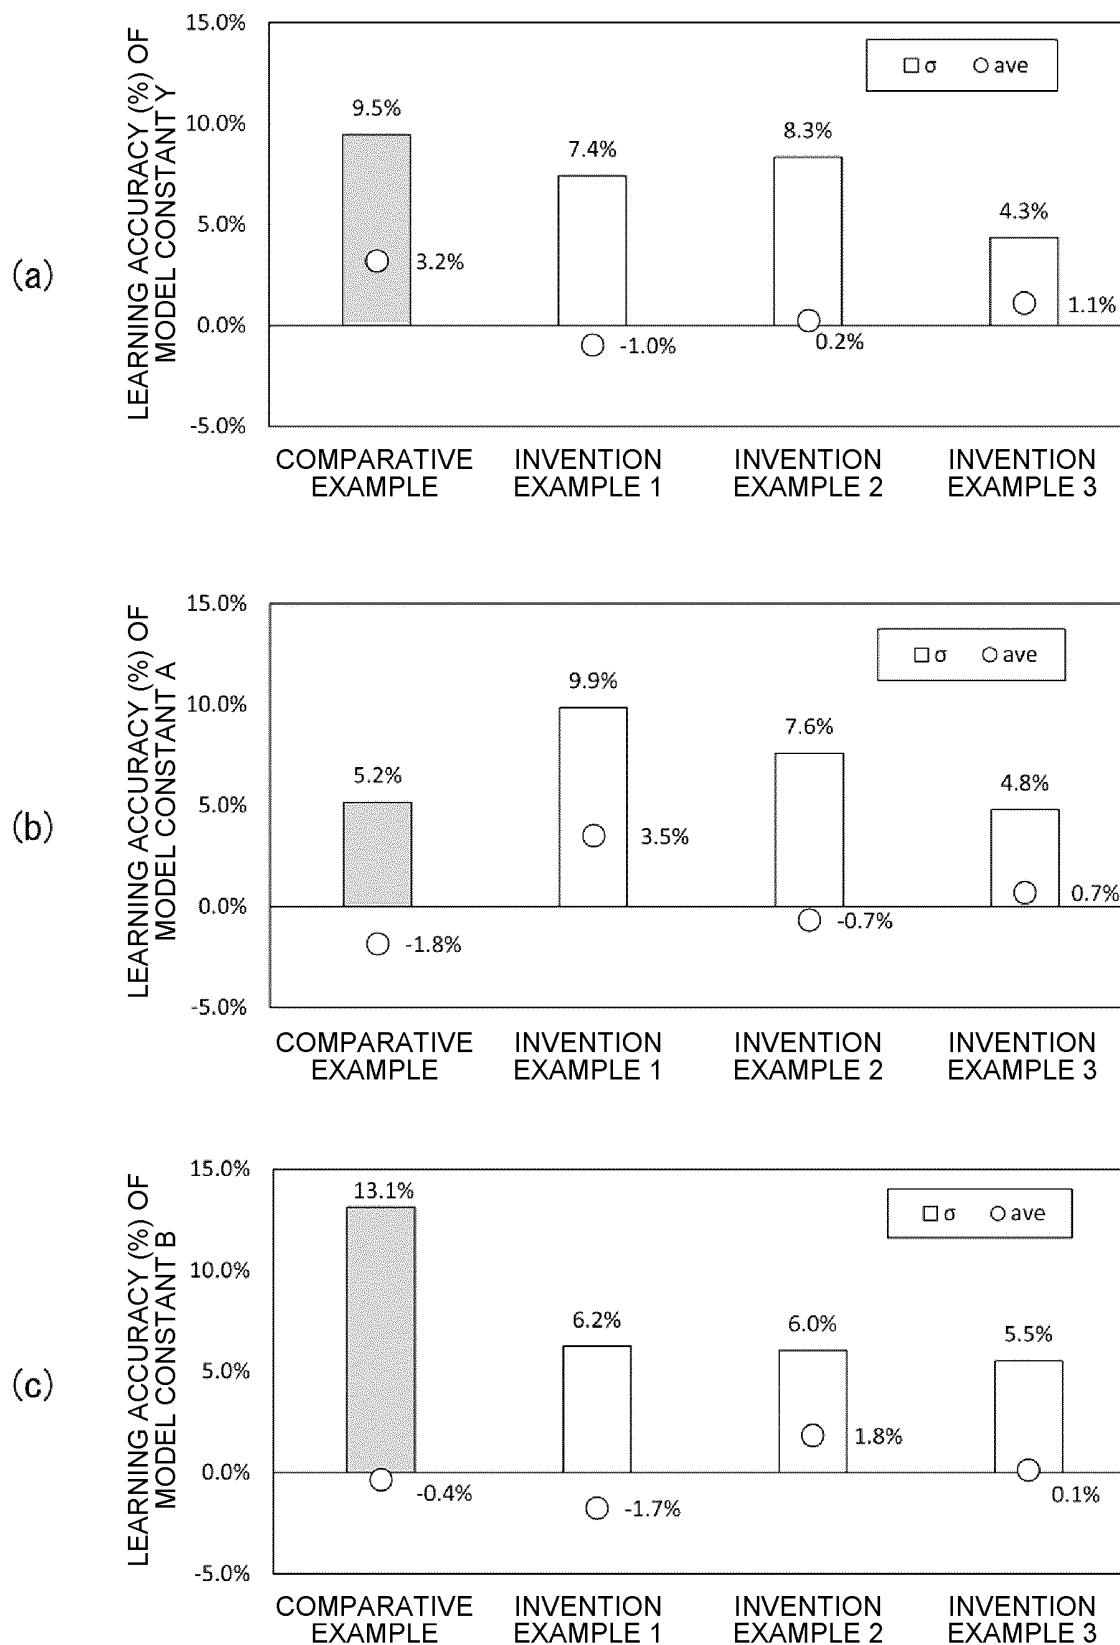 (a)
LEARNING ACCURACY (%) OF
MODEL CONSTANT Y
15.0%
10.0%
5.0%
0.0%
-5.0%
σ ave
9.5%
7.4%
8.3%
4.3%
3.2%
-1.0%
0.2%
1.1%
COMPARATIVE
EXAMPLE
INVENTION
EXAMPLE 1
INVENTION
EXAMPLE 2
INVENTION
EXAMPLE 3
(b)
LEARNING ACCURACY (%) OF
MODEL CONSTANT A
15.0%
10.0%
5.0%
0.0%
-5.0%
σ ave
5.2%
9.9%
7.6%
4.8%
-1.8%
3.5%
-0.7%
0.7%
COMPARATIVE
EXAMPLE
INVENTION
EXAMPLE 1
INVENTION
EXAMPLE 2
INVENTION
EXAMPLE 3
(c)
LEARNING ACCURACY (%) OF
MODEL CONSTANT B
15.0%
10.0%
5.0%
0.0%
-5.0%
σ ave
13.1%
6.2%
6.0%
5.5%
-0.4%
-1.7%
1.8%
0.1%
COMPARATIVE
EXAMPLE
INVENTION
EXAMPLE 1
INVENTION
EXAMPLE 2
INVENTION
EXAMPLE 3